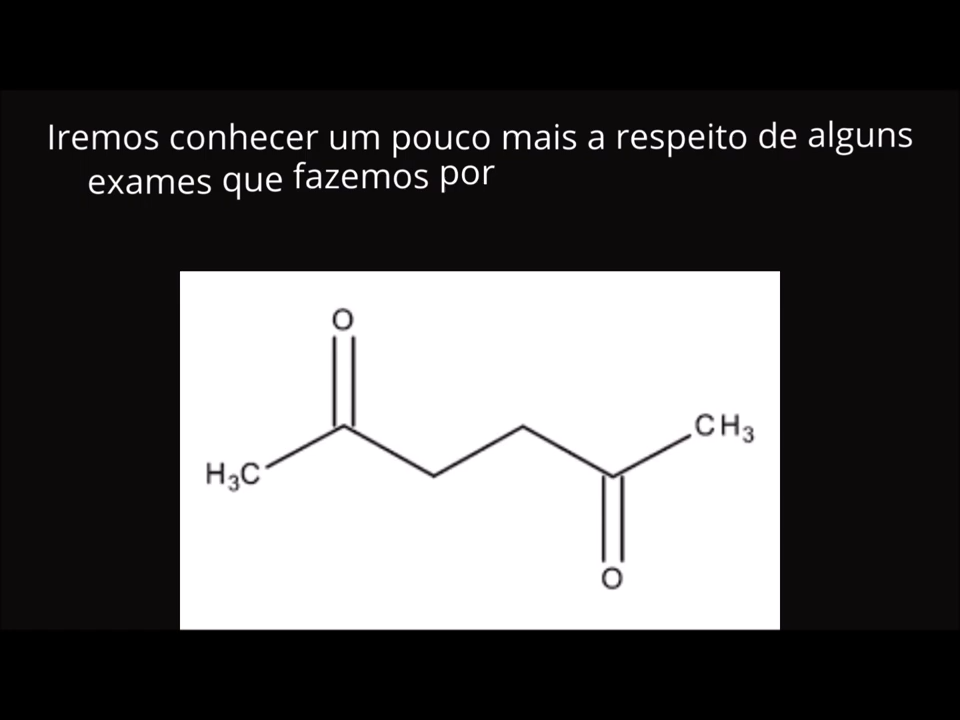 Iremos conhecer um pouco mais a respeito de alguns
exames que fazemos por
O
CH₃
H₃C
O